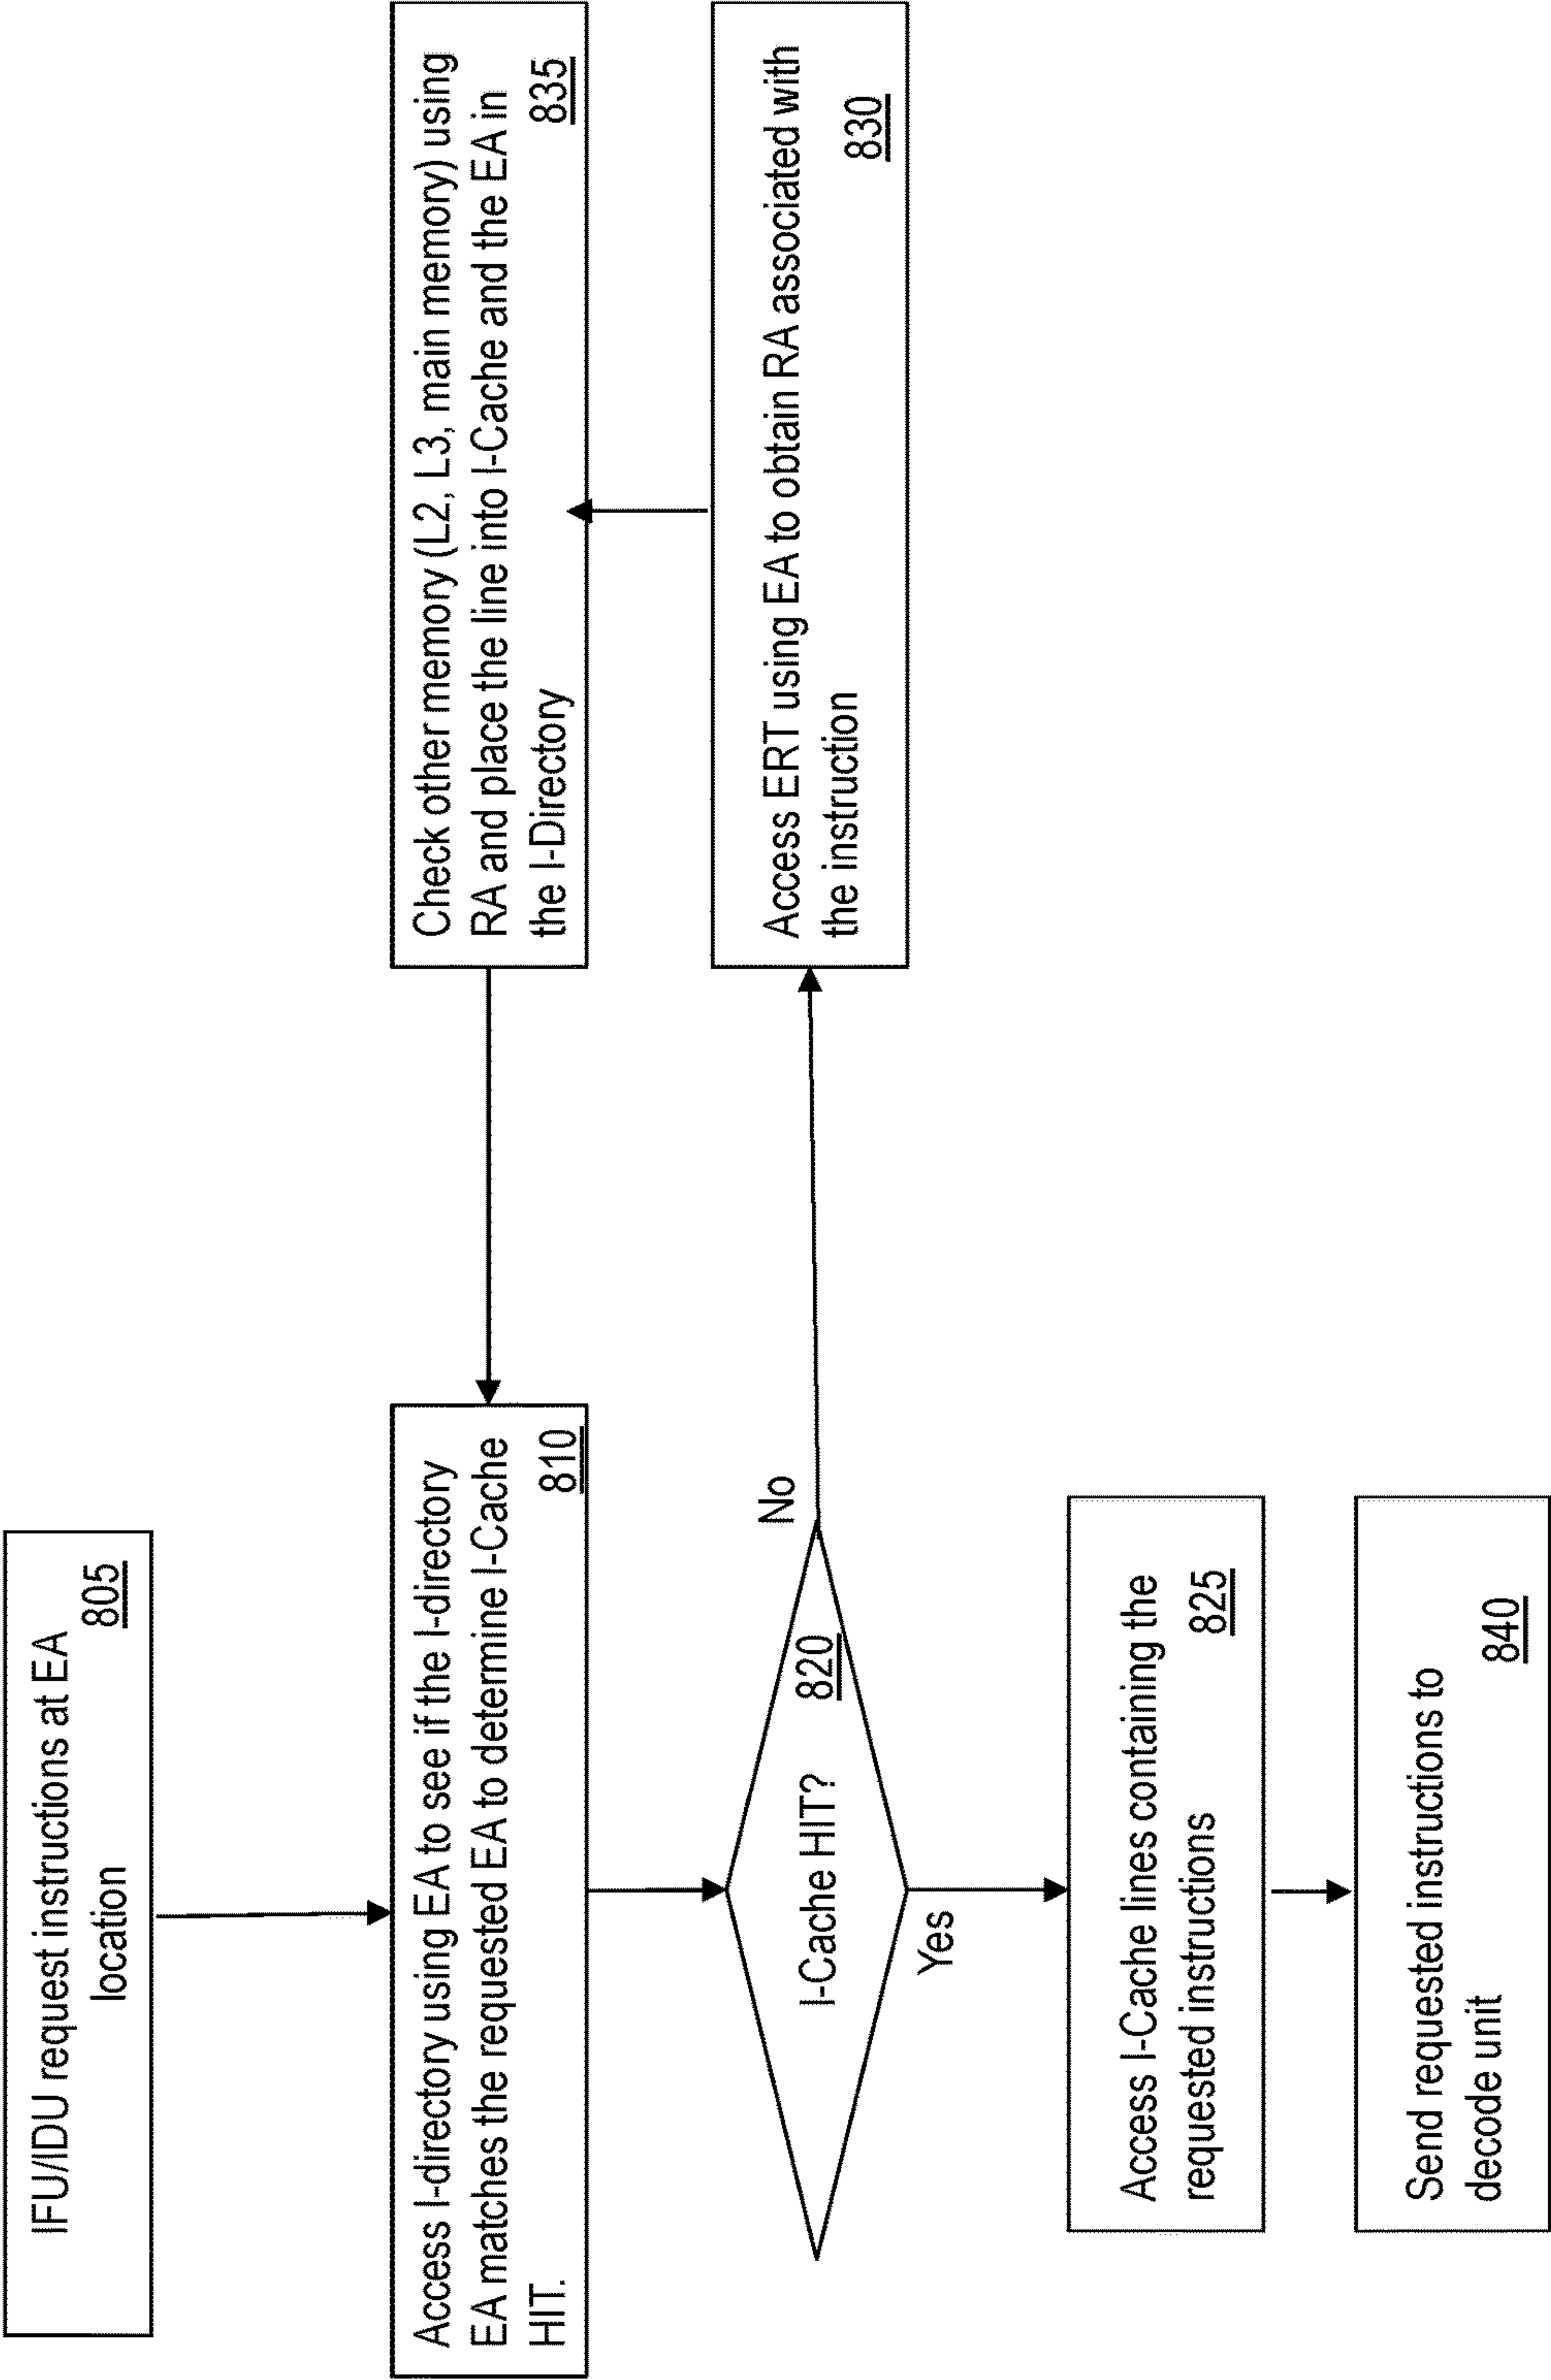 IFU/IDU request instructions at EA
location
805
Access I-directory using EA to see if the I-directory
EA matches the requested EA to determine I-Cache
HIT.
810
I-Cache HIT?
820
No
Yes
Access I-Cache lines containing the
requested instructions
825
Send requested instructions to
decode unit
840
Check other memory (L2, L3, main memory) using
RA and place the line into I-Cache and the EA in
the I-Directory
835
Access ERT using EA to obtain RA associated with
the instruction
830